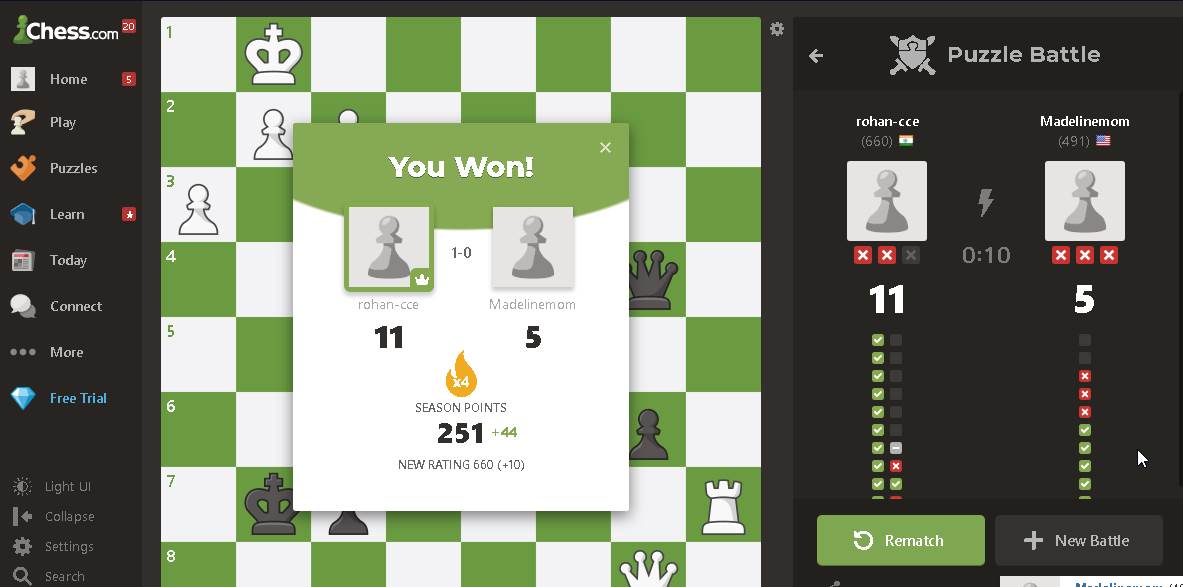 Chess.com 20
Home 5
Play
Puzzles
Learn
Today
Connect
More
Free Trial
Light UI
Collapse
Settings
Search
1
2
3
4
5
6
7
8
You Won!
1-0
rohan-cce Madelinemom
11 5
x4
SEASON POINTS
251 +44
NEW RATING 660 (+10)
Puzzle Battle
rohan-cce Madelinemom
(660) (491)
0:10
11 5
Rematch New Battle